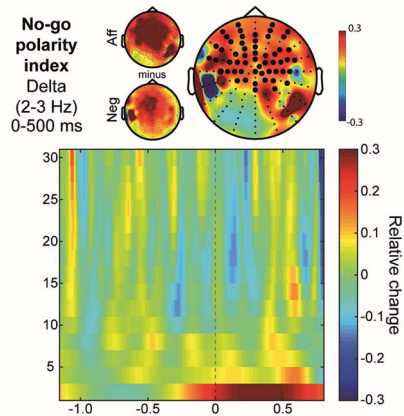 No-go
polarity
index
Delta
(2-3 Hz)
0-500 ms
Aff
minus
Neg
0.3
-0.3
30
25
20
15
10
5
-1.0
-0.5
0
0.5
0.3
0.2
0.1
0
-0.1
-0.2
-0.3
Relative change